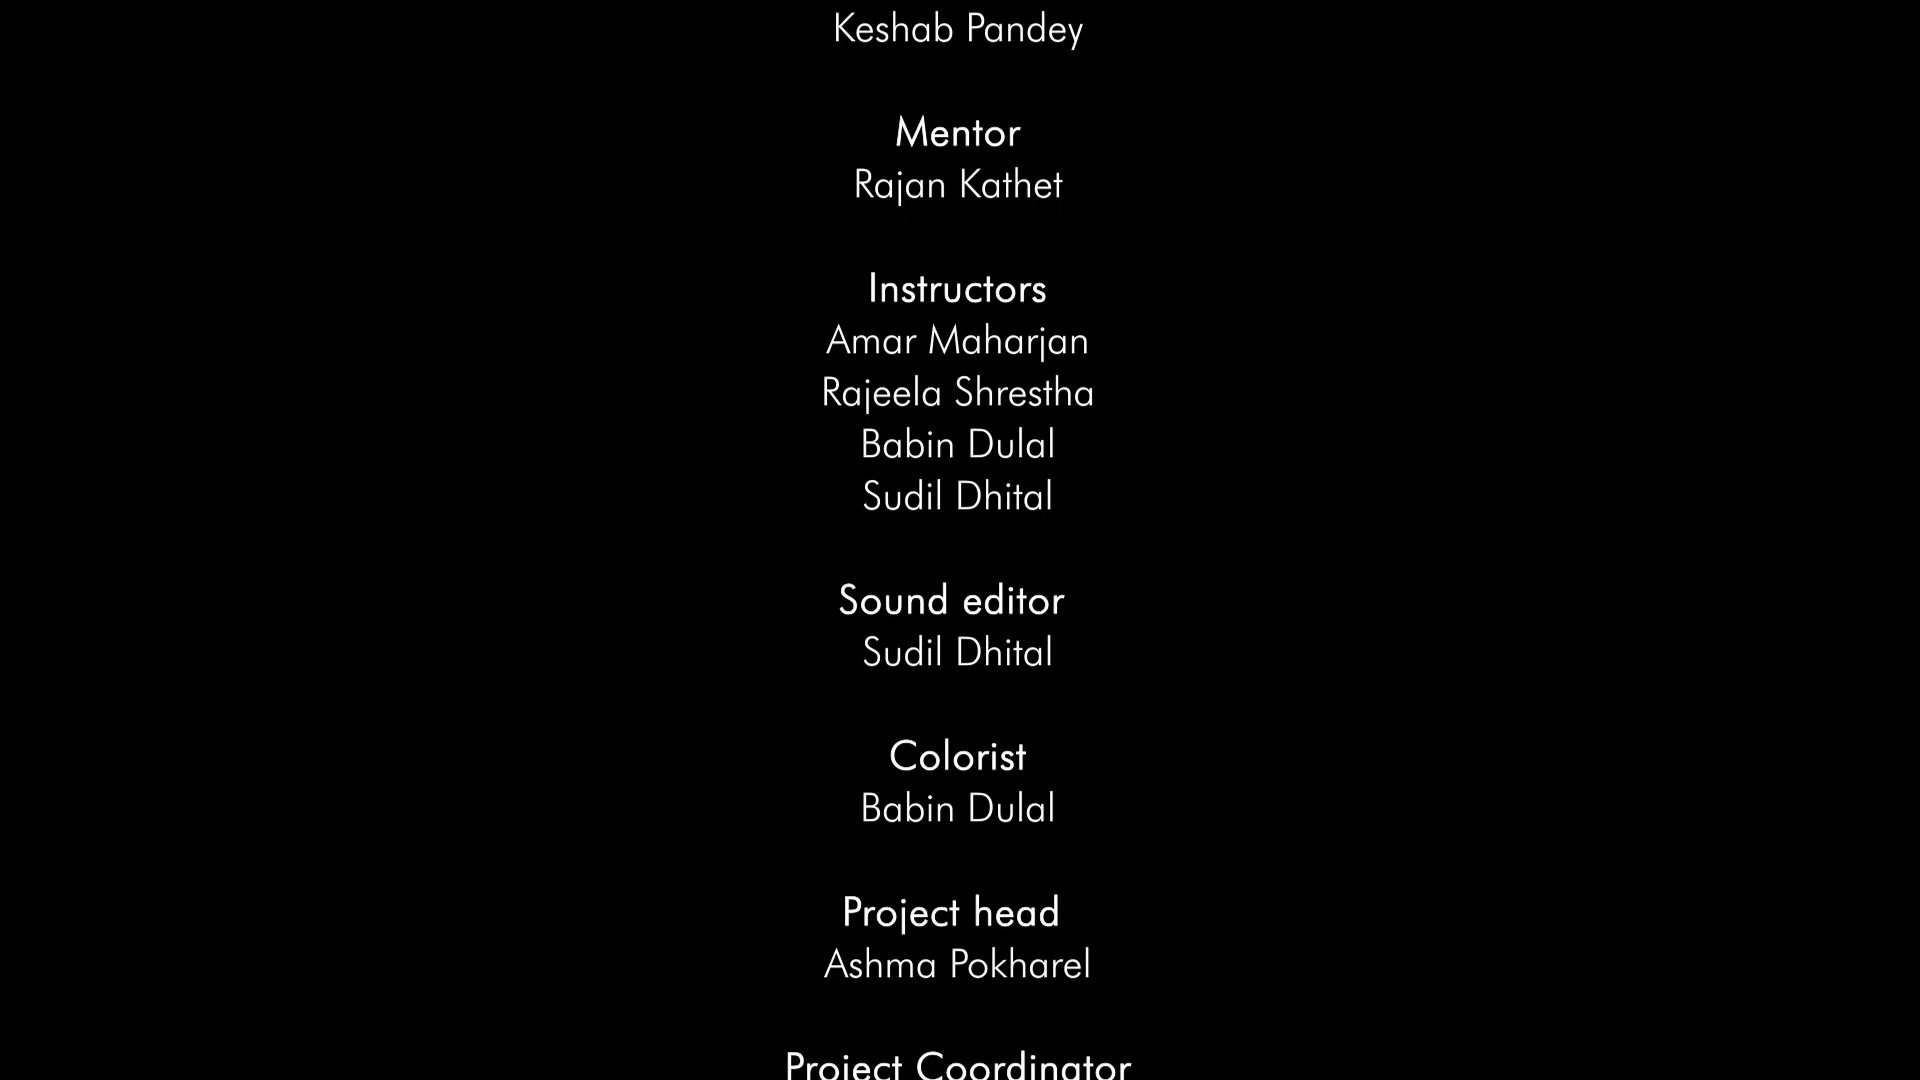 Keshab Pandey
Mentor
Rajan Kathet
Instructors
Amar Maharjan
Rajeela Shrestha
Babin Dulal
Sudil Dhital
Sound editor
Sudil Dhital
Colorist
Babin Dulal
Project head
Ashma Pokharel
Project Coordinator